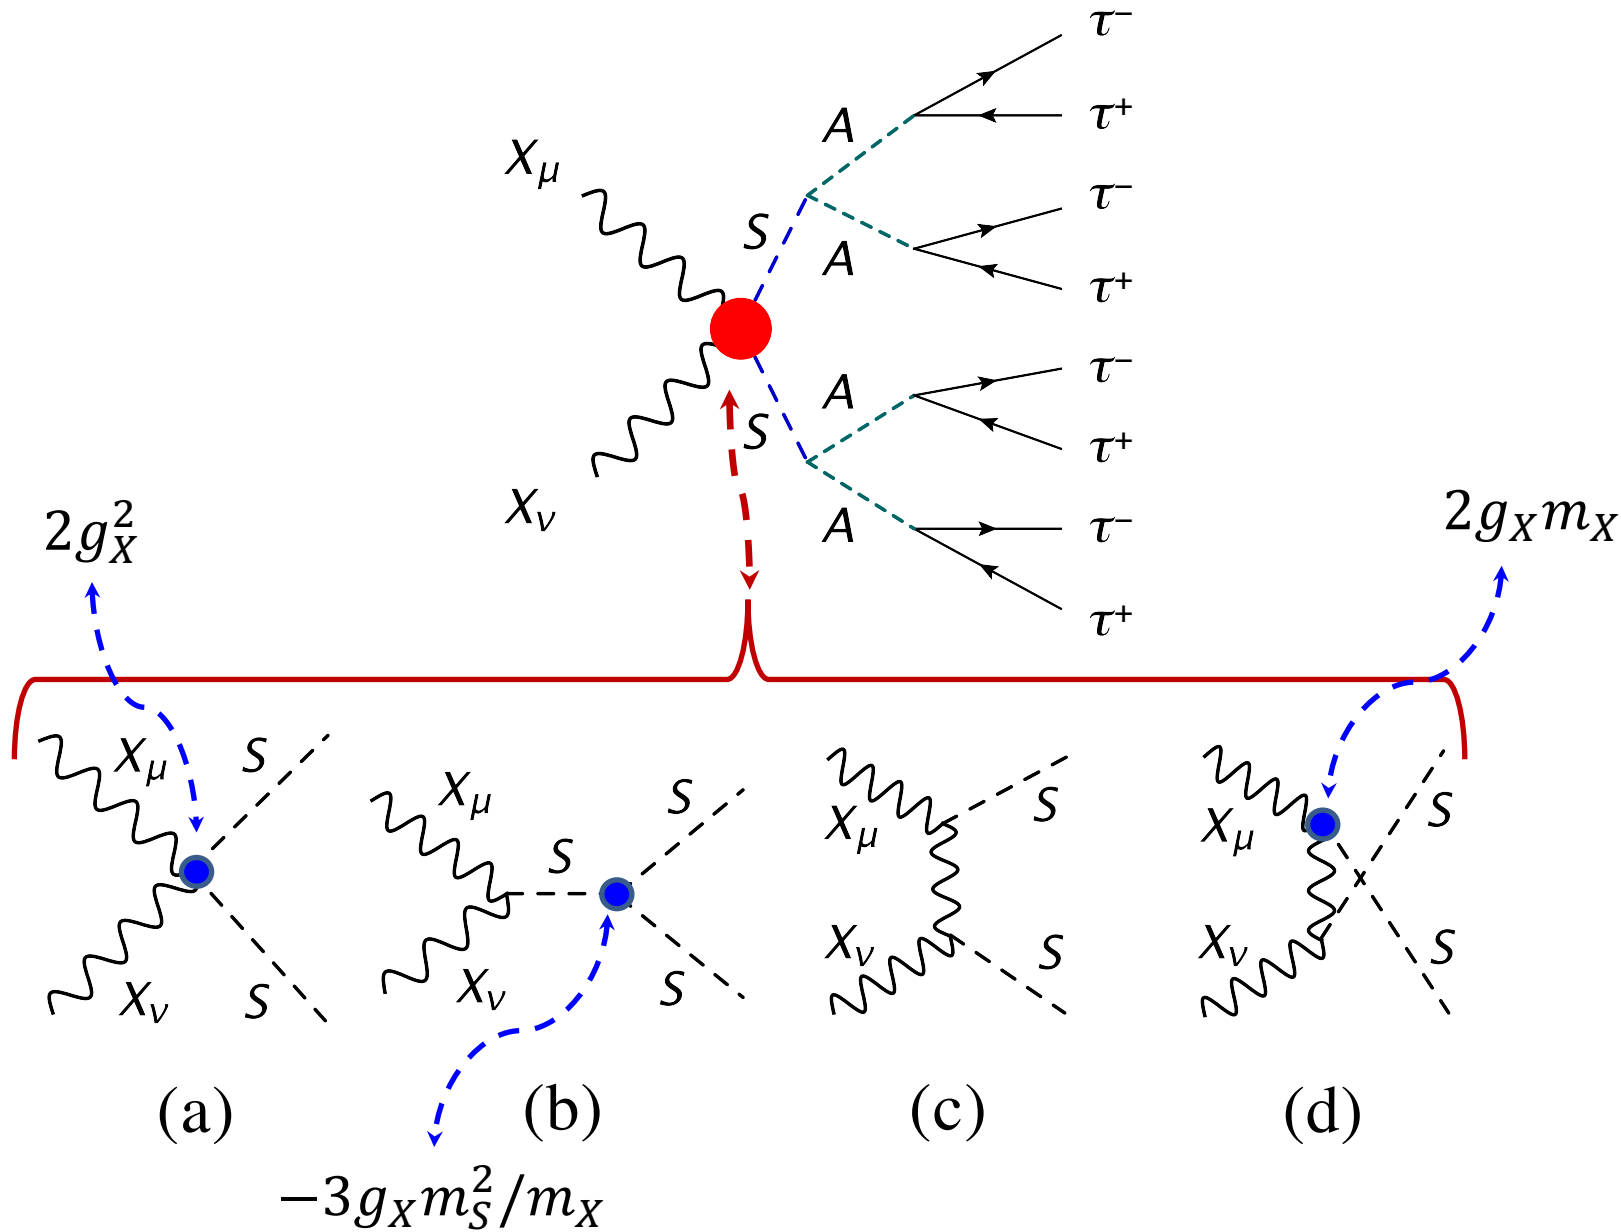 τ⁻
τ⁺
A
X_μ
τ⁻
S
A
τ⁺
τ⁻
A
S
τ⁺
X_ν
A
τ⁻
τ⁺
2g_X^2
2g_X m_X
X_μ S
X_ν S
X_μ S S
X_ν S
X_μ S
X_ν S
X_μ S
X_ν S
(a) (b) (c) (d)
−3g_X m_S^2/m_X